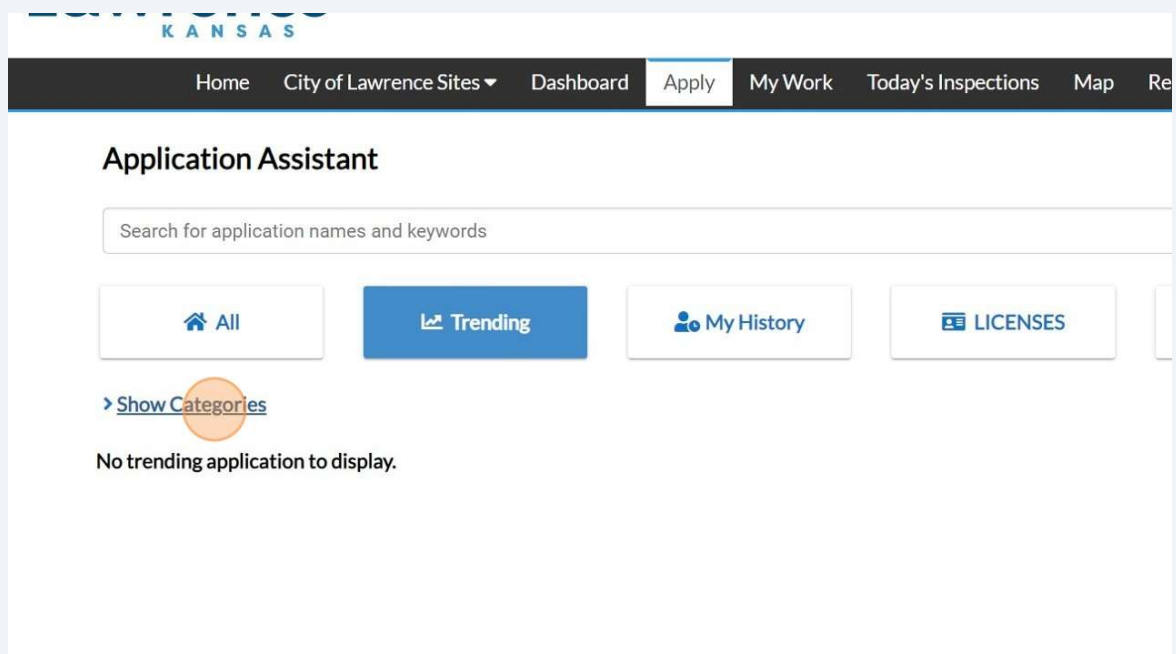 KANSAS
Home City of Lawrence Sites Dashboard Apply My Work Today's Inspections Map Re
Application Assistant
Search for application names and keywords
All Trending My History LICENSES
Show Categories
No trending application to display.